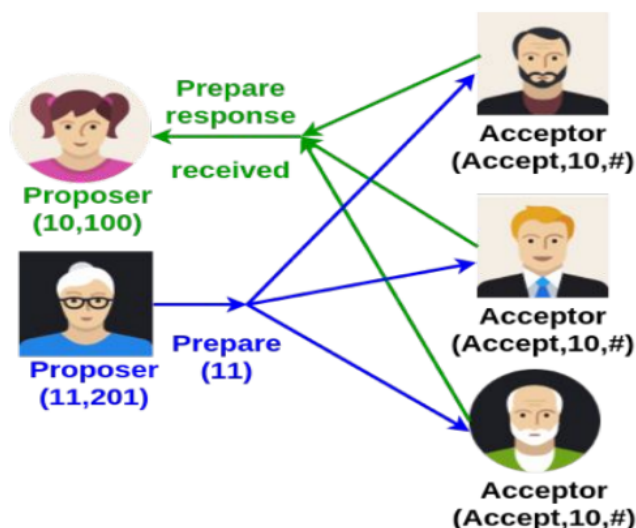 Prepare
response
received
Proposer
(10,100)
Prepare
(11)
Proposer
(11,201)
Acceptor
(Accept,10,#)
Acceptor
(Accept,10,#)
Acceptor
(Accept,10,#)